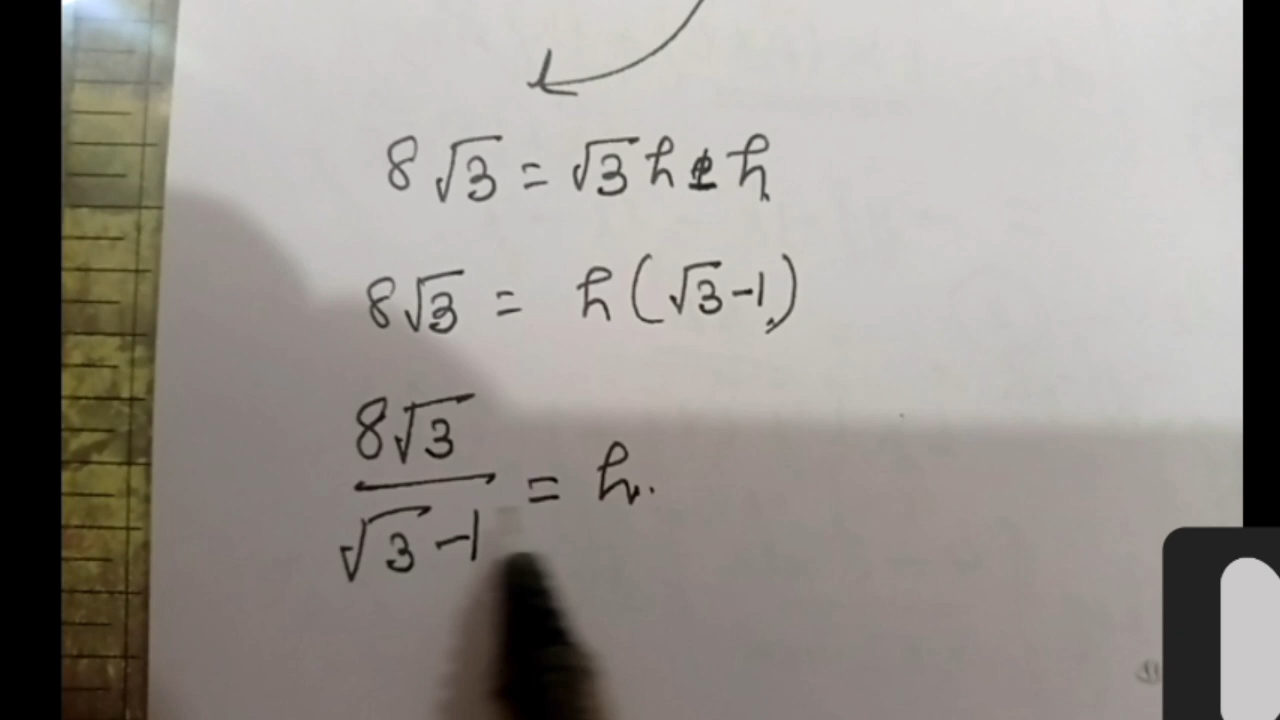 8√3 = √3 h - h
8√3 = h(√3-1)
8√3
/
√3-1 = h.